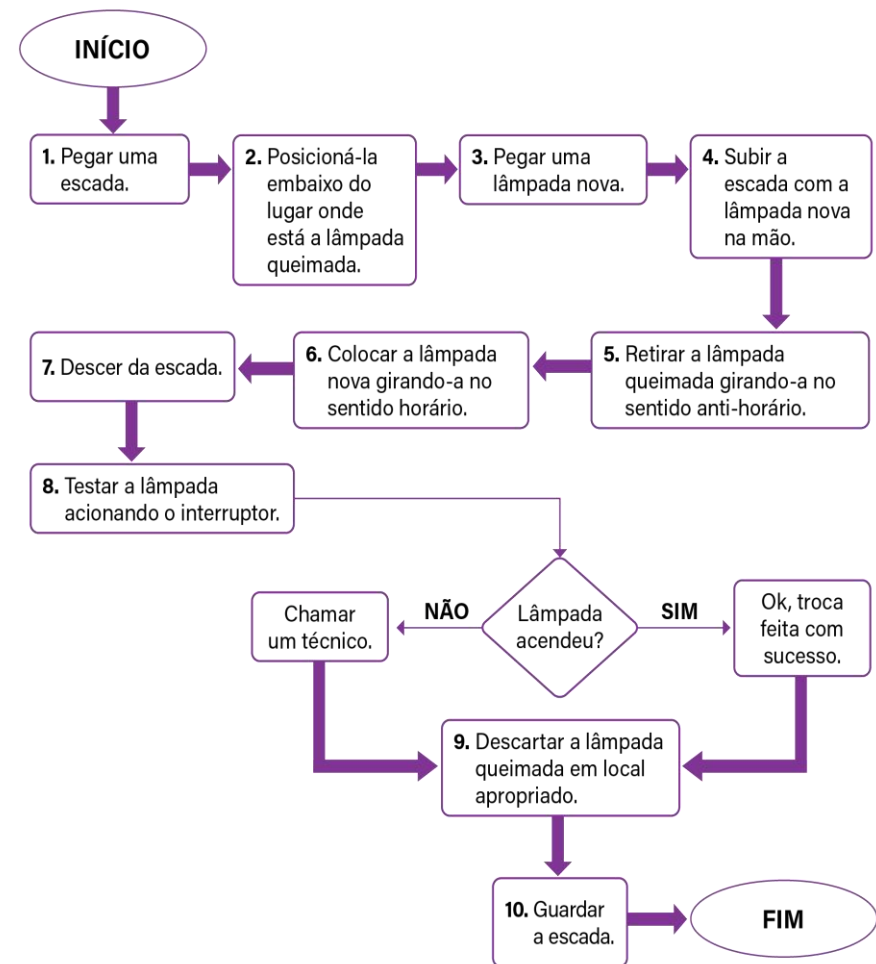 INÍCIO
1. Pegar uma
escada.
2. Posicioná-la
embaixo do
lugar onde
está a lâmpada
queimada.
3. Pegar uma
lâmpada nova.
4. Subir a
escada com a
lâmpada nova
na mão.
5. Retirar a lâmpada
queimada girando-a no
sentido anti-horário.
6. Colocar a lâmpada
nova girando-a no
sentido horário.
7. Descer da escada.
8. Testar a lâmpada
acionando o interruptor.
Lâmpada
acendeu?
NÃO
Chamar
um técnico.
SIM
Ok, troca
feita com
sucesso.
9. Descartar a lâmpada
queimada em local
apropriado.
10. Guardar
a escada.
FIM